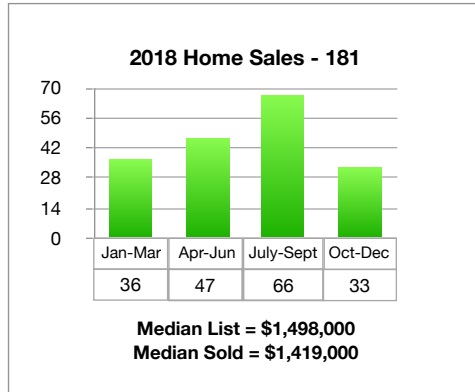 2018 Home Sales - 181
70
56
42
28
14
0
Jan-Mar Apr-Jun July-Sept Oct-Dec
36 47 66 33
Median List = $1,498,000
Median Sold = $1,419,000